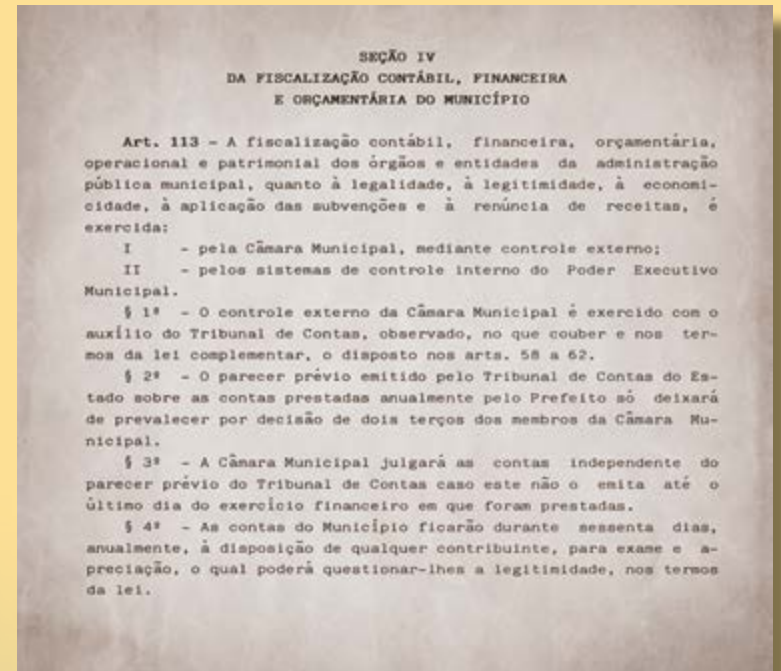 SEÇÃO IV
DA FISCALIZAÇÃO CONTÁBIL, FINANCEIRA
E ORÇAMENTÁRIA DO MUNICÍPIO
Art. 113 - A fiscalização contábil, financeira, orçamentária,
operacional e patrimonial dos órgãos e entidades da administração
pública municipal, quanto à legalidade, à legitimidade, à economi-
cidade, à aplicação das subvenções e à renúncia de receitas, é
exercida:
I - pela Câmara Municipal, mediante controle externo;
II - pelos sistemas de controle interno do Poder Executivo
Municipal.
§ 1º - O controle externo da Câmara Municipal é exercido com o
auxílio do Tribunal de Contas, observado, no que couber e nos ter-
mos da lei complementar, o disposto nos arts. 58 a 62.
§ 2º - O parecer prévio emitido pelo Tribunal de Contas do Es-
tado sobre as contas prestadas anualmente pelo Prefeito só deixará
de prevalecer por decisão de dois terços dos membros da Câmara Mu-
nicipal.
§ 3º - A Câmara Municipal julgará as contas independente do
parecer prévio do Tribunal de Contas caso este não o emita até o
último dia do exercício financeiro em que foram prestadas.
§ 4º - As contas do Município ficarão durante sessenta dias,
anualmente, à disposição de qualquer contribuinte, para exame e a-
preciação, o qual poderá questionar-lhes a legitimidade, nos termos
da lei.